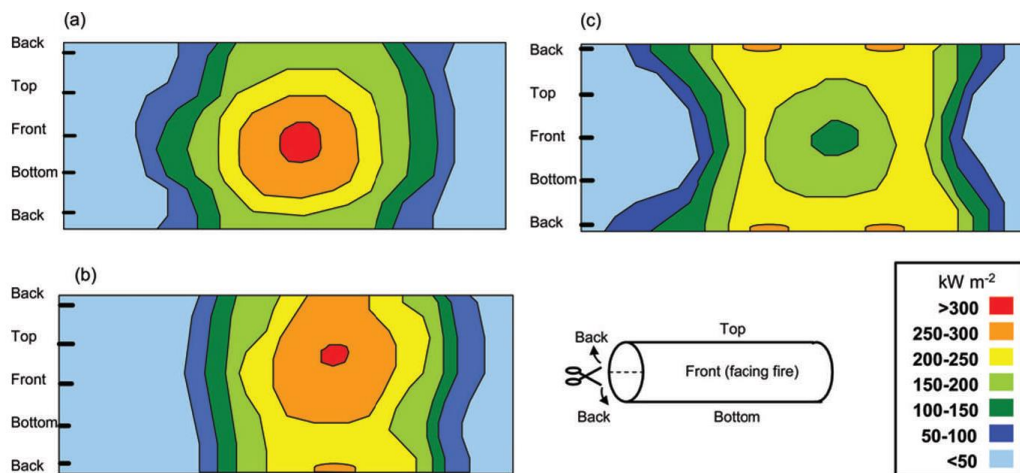 (a)
Back
Top
Front
Bottom
Back
(b)
Back
Top
Front
Bottom
Back
(c)
Back
Top
Front
Bottom
Back
Top
Back
Front (facing fire)
Back
Bottom
kW m-2
>300
250-300
200-250
150-200
100-150
50-100
<50